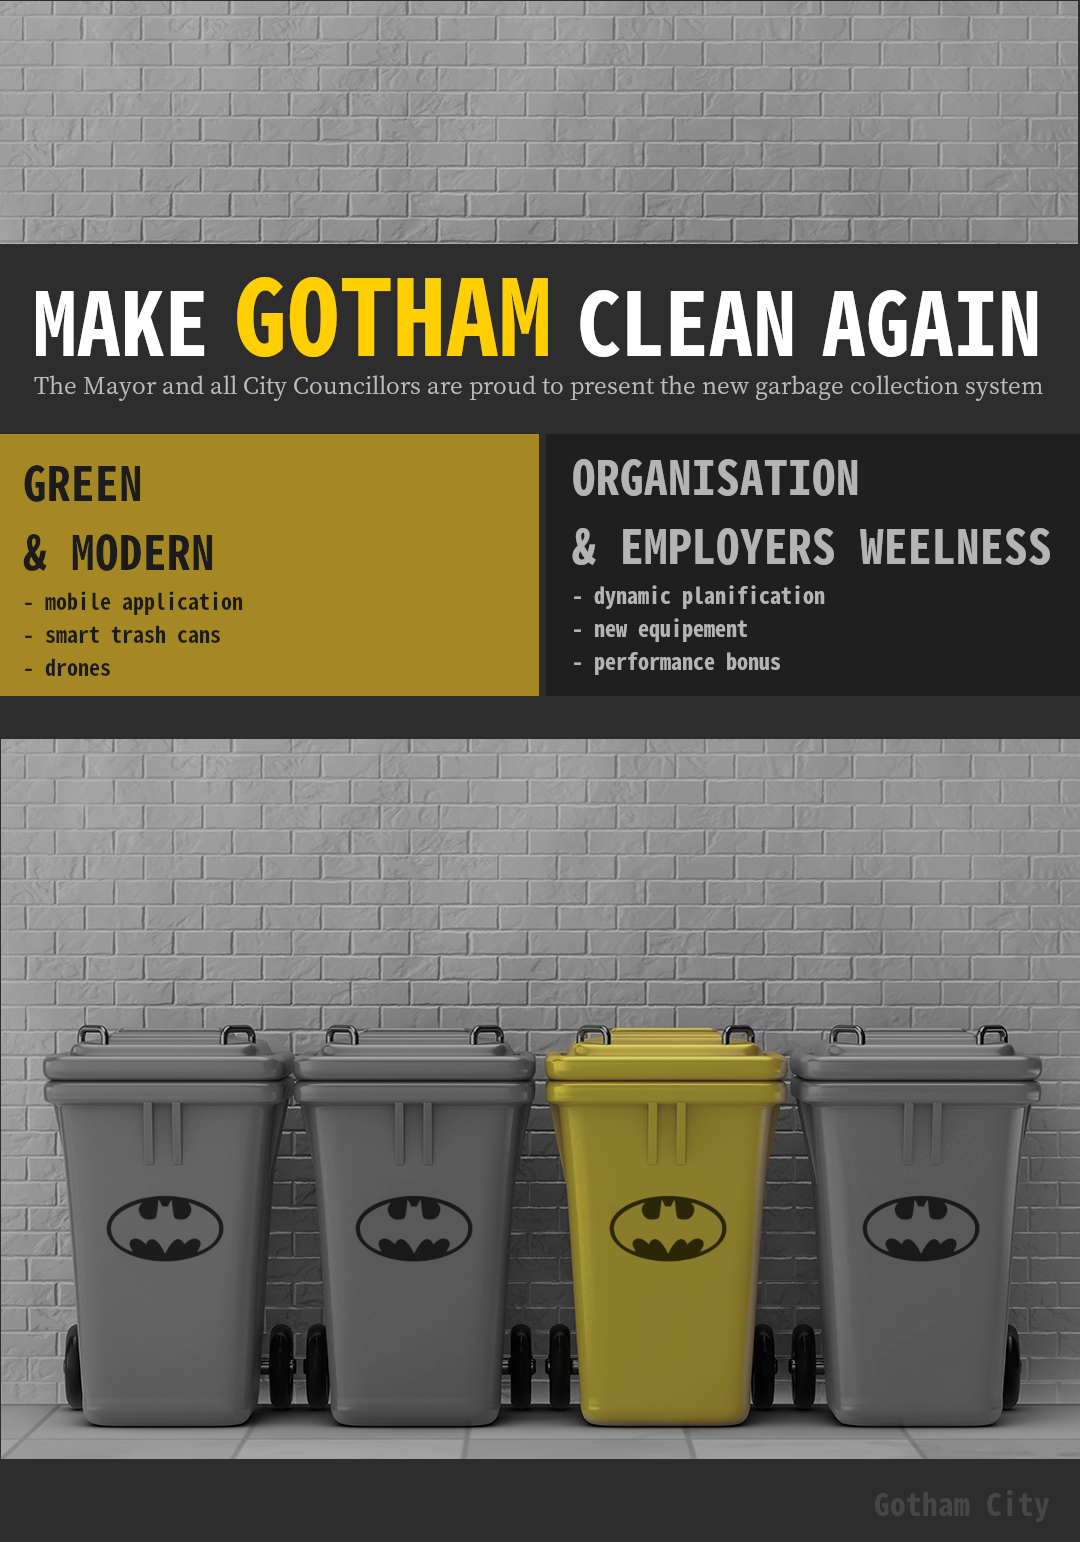 MAKE GOTHAM CLEAN AGAIN
The Mayor and all City Councillors are proud to present the new garbage collection system
GREEN
& MODERN
- mobile application
- smart trash cans
- drones
ORGANISATION
& EMPLOYERS WEELNESS
- dynamic planification
- new equipement
- performance bonus
Gotham City